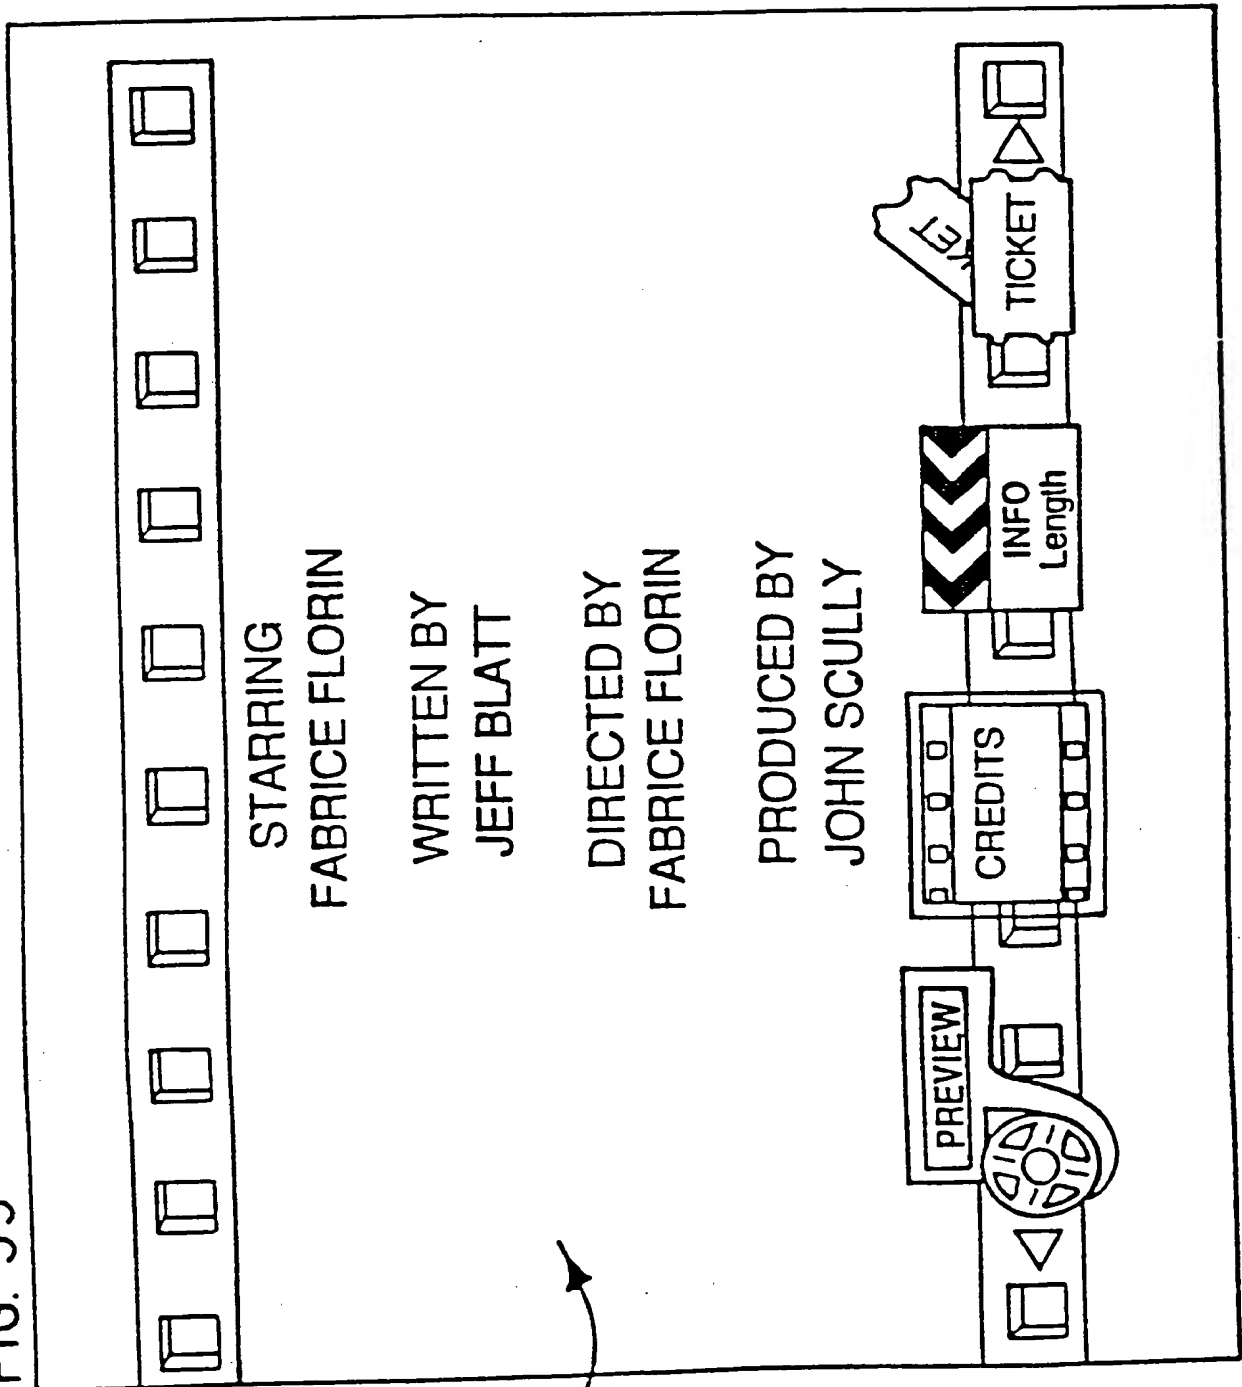 STARRING
FABRICE FLORIN
WRITTEN BY
JEFF BLATT
DIRECTED BY
FABRICE FLORIN
PRODUCED BY
JOHN SCULLY
PREVIEW
CREDITS
INFO
Length
TICKET
KET